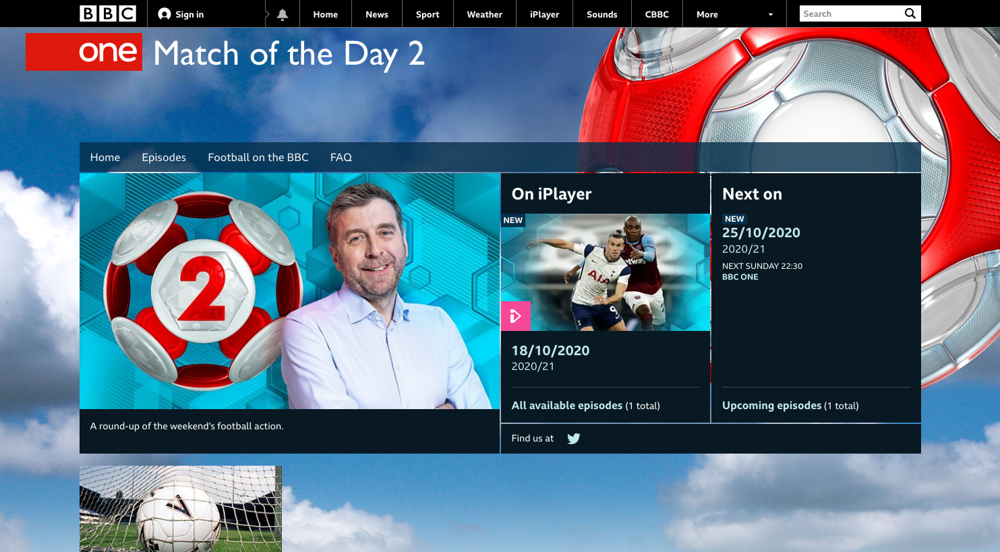 BBC
Sign in
Home
News
Sport
Weather
iPlayer
Sounds
CBBC
More
Search
one Match of the Day 2
Home
Episodes
Football on the BBC
FAQ
2
A round-up of the weekend's football action.
On iPlayer
NEW
AIA
9
18/10/2020
2020/21
All available episodes (1 total)
Next on
NEW
25/10/2020
2020/21
NEXT SUNDAY 22:30
BBC ONE
Upcoming episodes (1 total)
Find us at